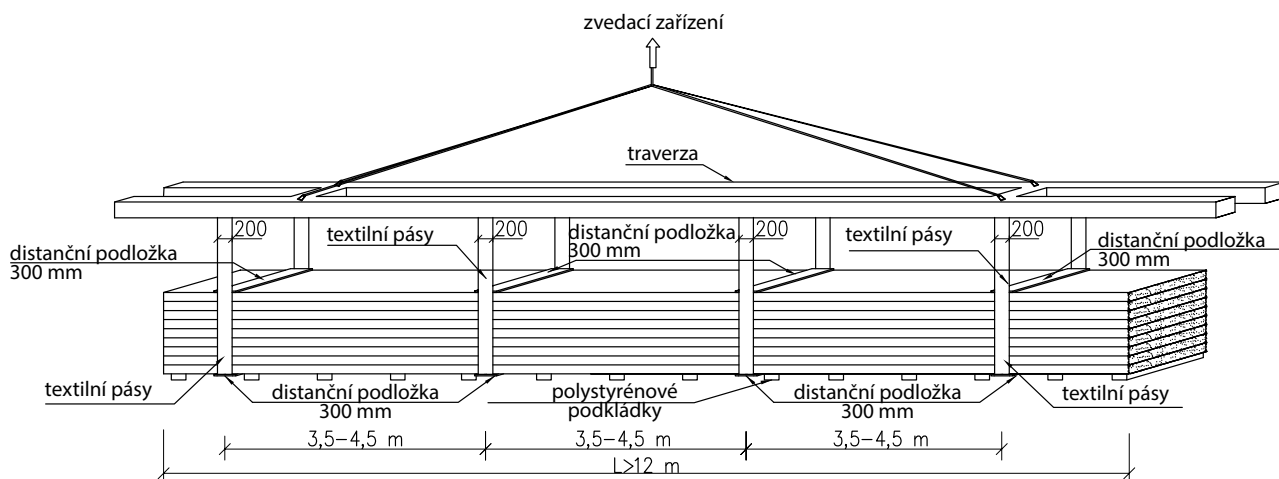 zvedací zařízení
traverza
200
textilní pásy
200
distanční podložka
300 mm
200
textilní pásy
200
distanční podložka
300 mm
distanční podložka
300 mm
textilní pásy
distanční podložka
300 mm
polystyrénové
podkládky
distanční podložka
300 mm
textilní pásy
3,5-4,5 m
3,5-4,5 m
3,5-4,5 m
L>12 m